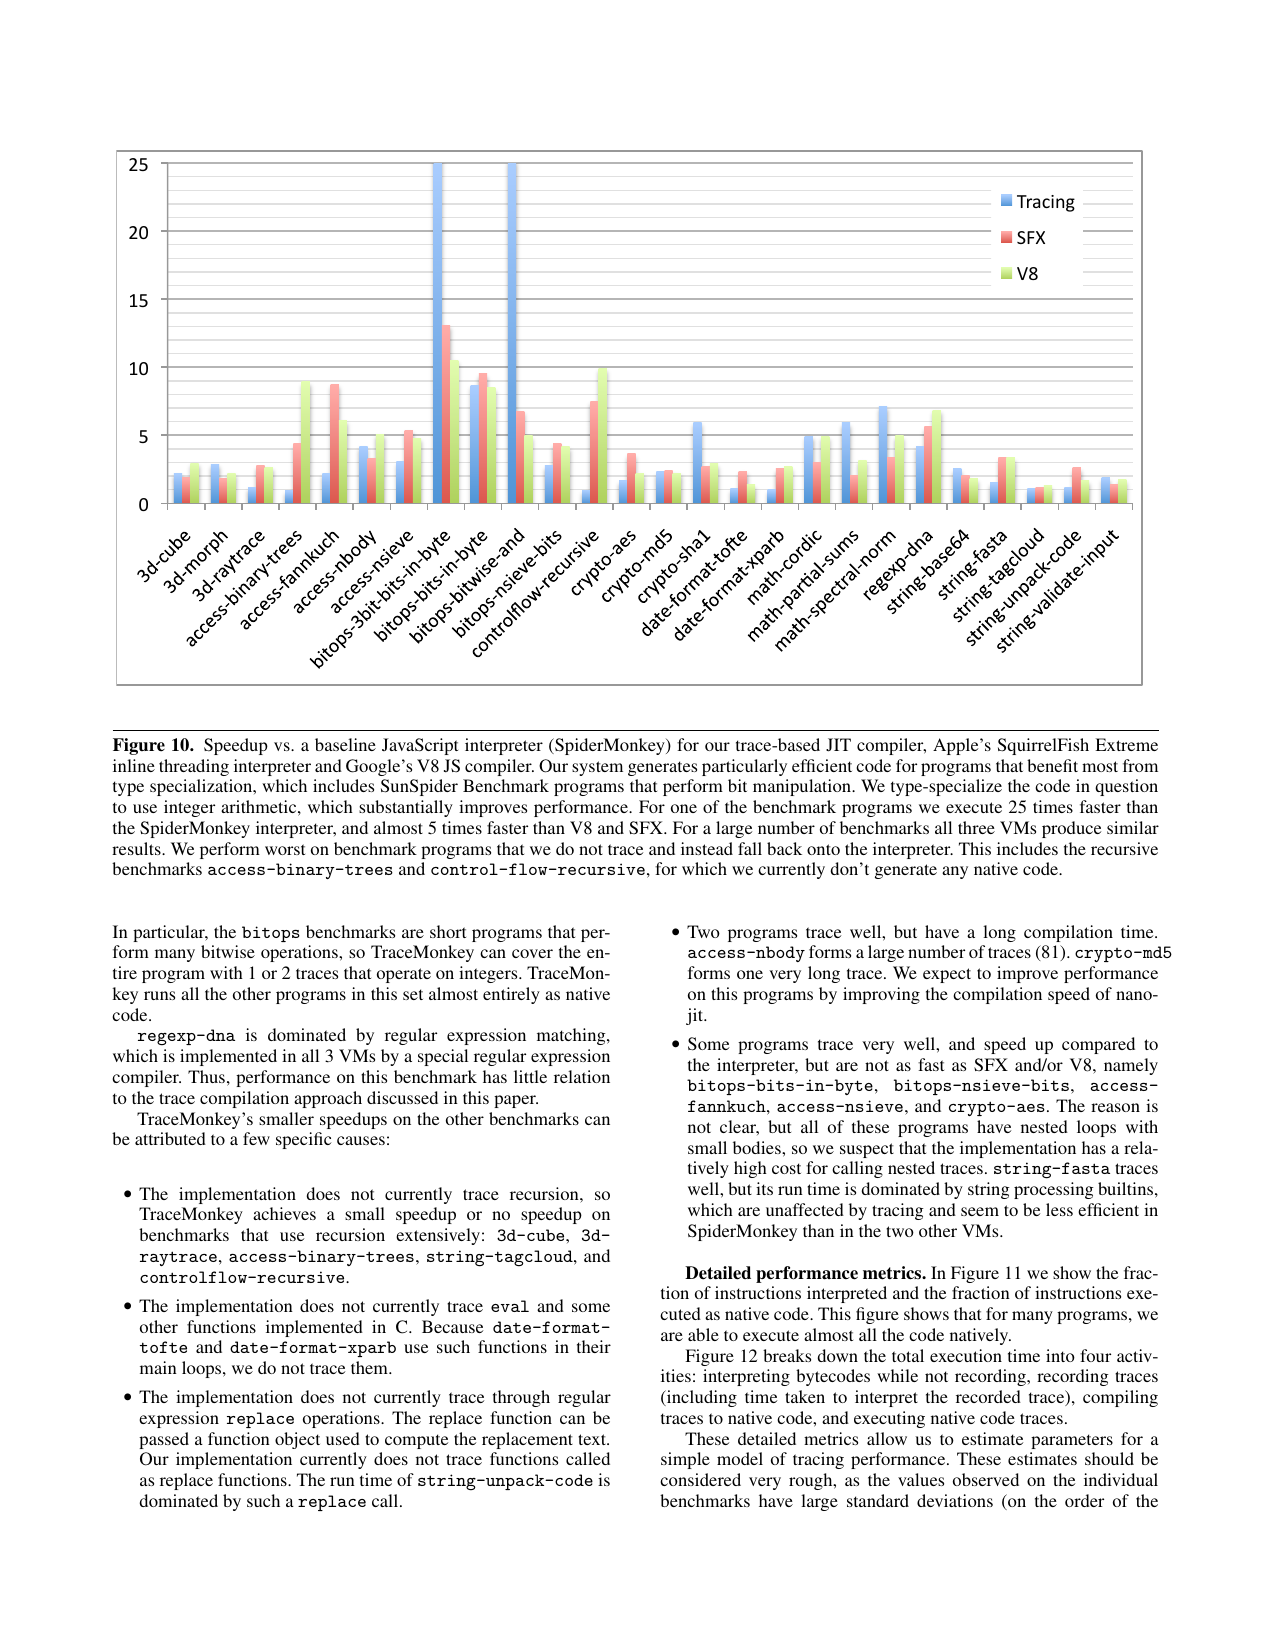 25
20
15
10
5
0
Tracing
SFX
V8
3d-cube
3d-morph
3d-raytrace
access-binary-trees
access-fannkuch
access-nbody
access-nsieve
bitops-3bit-bits-in-byte
bitops-bits-in-byte
bitops-bitwise-and
bitops-nsieve-bits
controlflow-recursive
crypto-aes
crypto-md5
crypto-sha1
date-format-tofte
date-format-xparb
math-cordic
math-partial-sums
math-spectral-norm
regexp-dna
string-base64
string-fasta
string-tagcloud
string-unpack-code
string-validate-input
Figure 10. Speedup vs. a baseline JavaScript interpreter (SpiderMonkey) for our trace-based JIT compiler, Apple's SquirrelFish Extreme
inline threading interpreter and Google's V8 JS compiler. Our system generates particularly efficient code for programs that benefit most from
type specialization, which includes SunSpider Benchmark programs that perform bit manipulation. We type-specialize the code in question
to use integer arithmetic, which substantially improves performance. For one of the benchmark programs we execute 25 times faster than
the SpiderMonkey interpreter, and almost 5 times faster than V8 and SFX. For a large number of benchmarks all three VMs produce similar
results. We perform worst on benchmark programs that we do not trace and instead fall back onto the interpreter. This includes the recursive
benchmarks access-binary-trees and control-flow-recursive, for which we currently don't generate any native code.
In particular, the bitops benchmarks are short programs that per-
form many bitwise operations, so TraceMonkey can cover the en-
tire program with 1 or 2 traces that operate on integers. TraceMon-
key runs all the other programs in this set almost entirely as native
code.
regexp-dna is dominated by regular expression matching,
which is implemented in all 3 VMs by a special regular expression
compiler. Thus, performance on this benchmark has little relation
to the trace compilation approach discussed in this paper.
TraceMonkey's smaller speedups on the other benchmarks can
be attributed to a few specific causes:
• The implementation does not currently trace recursion, so
TraceMonkey achieves a small speedup or no speedup on
benchmarks that use recursion extensively: 3d-cube, 3d-
raytrace, access-binary-trees, string-tagcloud, and
controlflow-recursive.
• The implementation does not currently trace eval and some
other functions implemented in C. Because date-format-
tofte and date-format-xparb use such functions in their
main loops, we do not trace them.
• The implementation does not currently trace through regular
expression replace operations. The replace function can be
passed a function object used to compute the replacement text.
Our implementation currently does not trace functions called
as replace functions. The run time of string-unpack-code is
dominated by such a replace call.
• Two programs trace well, but have a long compilation time.
access-nbody forms a large number of traces (81). crypto-md5
forms one very long trace. We expect to improve performance
on this programs by improving the compilation speed of nano-
jit.
• Some programs trace very well, and speed up compared to
the interpreter, but are not as fast as SFX and/or V8, namely
bitops-bits-in-byte, bitops-nsieve-bits, access-
fannkuch, access-nsieve, and crypto-aes. The reason is
not clear, but all of these programs have nested loops with
small bodies, so we suspect that the implementation has a rela-
tively high cost for calling nested traces. string-fasta traces
well, but its run time is dominated by string processing builtins,
which are unaffected by tracing and seem to be less efficient in
SpiderMonkey than in the two other VMs.
Detailed performance metrics. In Figure 11 we show the frac-
tion of instructions interpreted and the fraction of instructions exe-
cuted as native code. This figure shows that for many programs, we
are able to execute almost all the code natively.
Figure 12 breaks down the total execution time into four activ-
ities: interpreting bytecodes while not recording, recording traces
(including time taken to interpret the recorded trace), compiling
traces to native code, and executing native code traces.
These detailed metrics allow us to estimate parameters for a
simple model of tracing performance. These estimates should be
considered very rough, as the values observed on the individual
benchmarks have large standard deviations (on the order of the